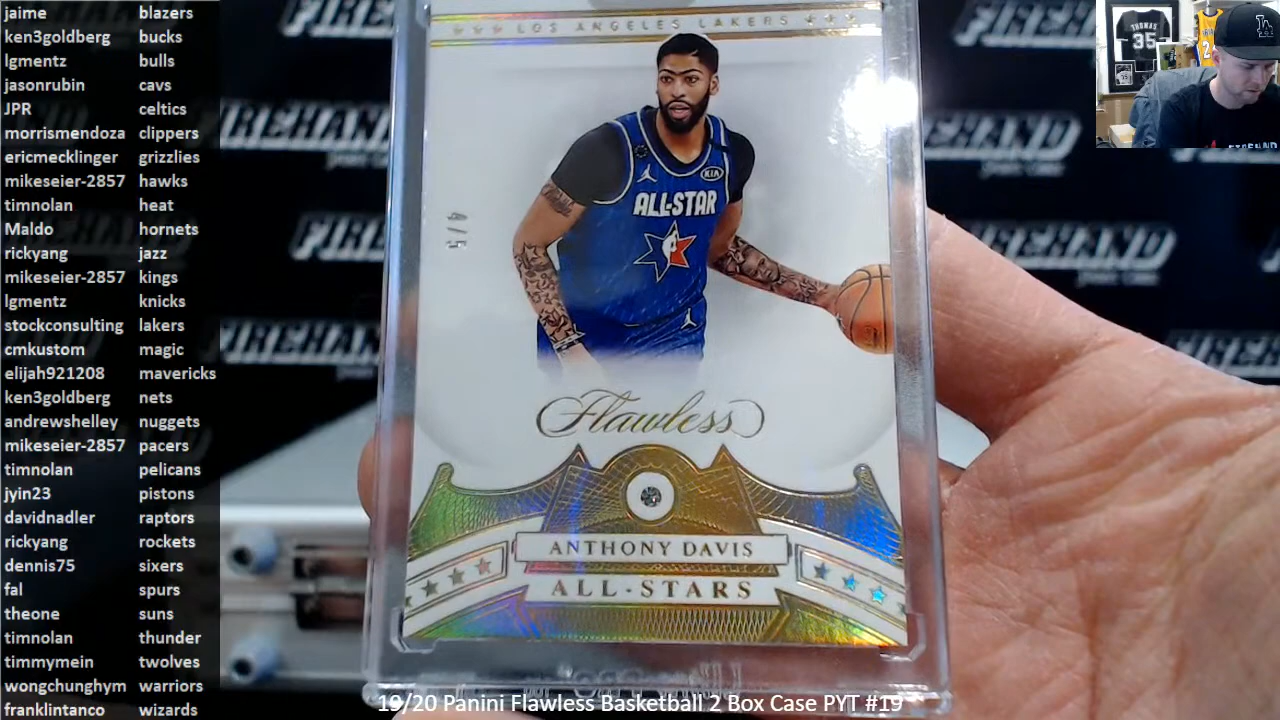 jaime blazers
ken3goldberg bucks
lgmentz bulls
jasonrubin cavs
JPR celtics
morrismendoza clippers
ericmecklinger grizzlies
mikeseier-2857 hawks
timnolan heat
Maldo hornets
rickyang jazz
mikeseier-2857 kings
lgmentz knicks
stockconsulting lakers
cmkustom magic
elijah921208 mavericks
ken3goldberg nets
andrewshelley nuggets
mikeseier-2857 pacers
timnolan pelicans
jyin23 pistons
davidnadler raptors
rickyang rockets
dennis75 sixers
fal spurs
theone suns
timnolan thunder
timmymein twolves
wongchunghym warriors
franklintanco wizards
LOS ANGELES LAKERS
KIA
ALL-STAR
4/5
Flawless
ANTHONY DAVIS
ALL-STARS
THOMAS
35
FIREHAND
19/20 Panini Flawless Basketball 2 Box Case PYT #19